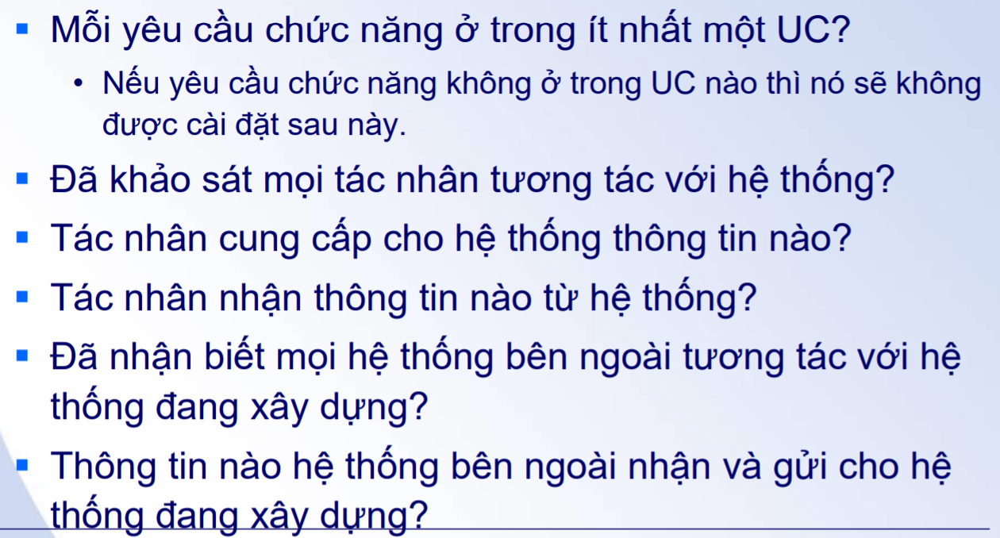 ▪ Mỗi yêu cầu chức năng ở trong ít nhất một UC?
• Nếu yêu cầu chức năng không ở trong UC nào thì nó sẽ không
được cài đặt sau này.
▪ Đã khảo sát mọi tác nhân tương tác với hệ thống?
▪ Tác nhân cung cấp cho hệ thống thông tin nào?
▪ Tác nhân nhận thông tin nào từ hệ thống?
▪ Đã nhận biết mọi hệ thống bên ngoài tương tác với hệ
thống đang xây dựng?
▪ Thông tin nào hệ thống bên ngoài nhận và gửi cho hệ
thống đang xây dựng?